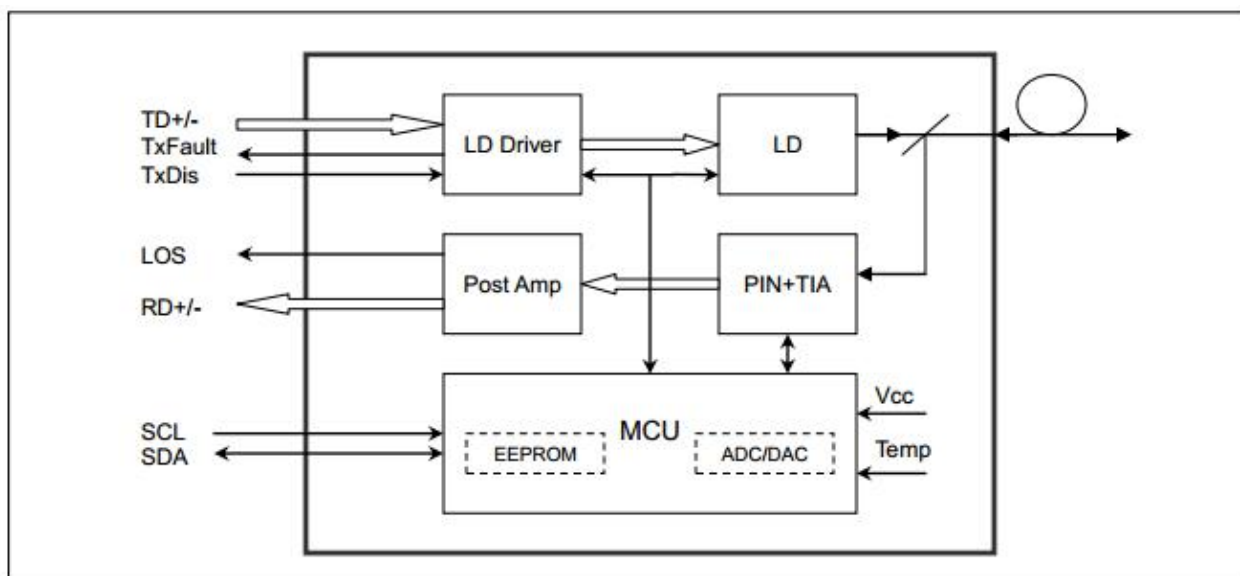 TD+/-
TxFault
TxDis
LD Driver
LD
LOS
RD+/-
Post Amp
PIN+TIA
SCL
SDA
MCU
EEPROM
ADC/DAC
Vcc
Temp